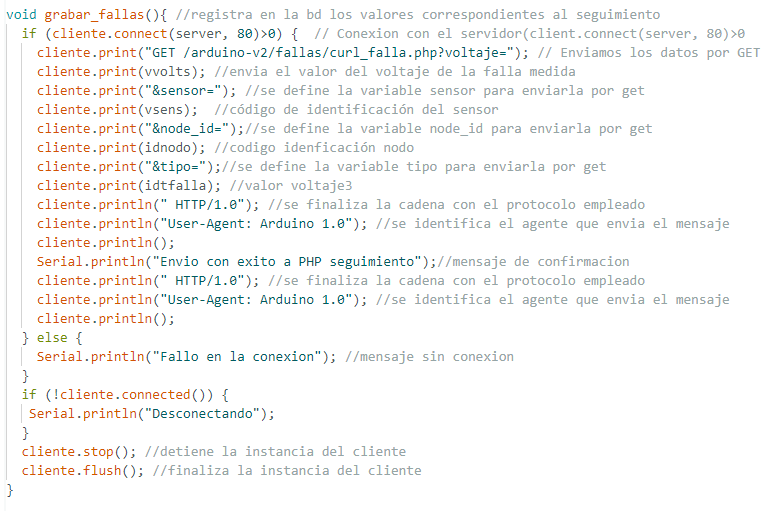 void grabar_fallas(){ //registra en la bd los valores correspondientes al seguimiento
if (cliente.connect(server, 80)>0) {  // Conexion con el servidor(client.connect(server, 80)>0
cliente.print("GET /arduino-v2/fallas/curl_falla.php?voltaje="); // Enviamos los datos por GET
cliente.print(vvolts); //envia el valor del voltaje de la falla medida
cliente.print("&sensor="); //se define la variable sensor para enviarla por get
cliente.print(vsens);  //código de identificación del sensor
cliente.print("&node_id=");//se define la variable node_id para enviarla por get
cliente.print(idnodo); //codigo idenficación nodo
cliente.print("&tipo=");//se define la variable tipo para enviarla por get
cliente.print(idtfalla); //valor voltaje3
cliente.println(" HTTP/1.0"); //se finaliza la cadena con el protocolo empleado
cliente.println("User-Agent: Arduino 1.0"); //se identifica el agente que envia el mensaje
cliente.println();
Serial.println("Envio con exito a PHP seguimiento");//mensaje de confirmacion
cliente.println(" HTTP/1.0"); //se finaliza la cadena con el protocolo empleado
cliente.println("User-Agent: Arduino 1.0"); //se identifica el agente que envia el mensaje
cliente.println();
} else {
Serial.println("Fallo en la conexion"); //mensaje sin conexion
}
if (!cliente.connected()) {
Serial.println("Desconectando");
}
cliente.stop(); //detiene la instancia del cliente
cliente.flush(); //finaliza la instancia del cliente
}